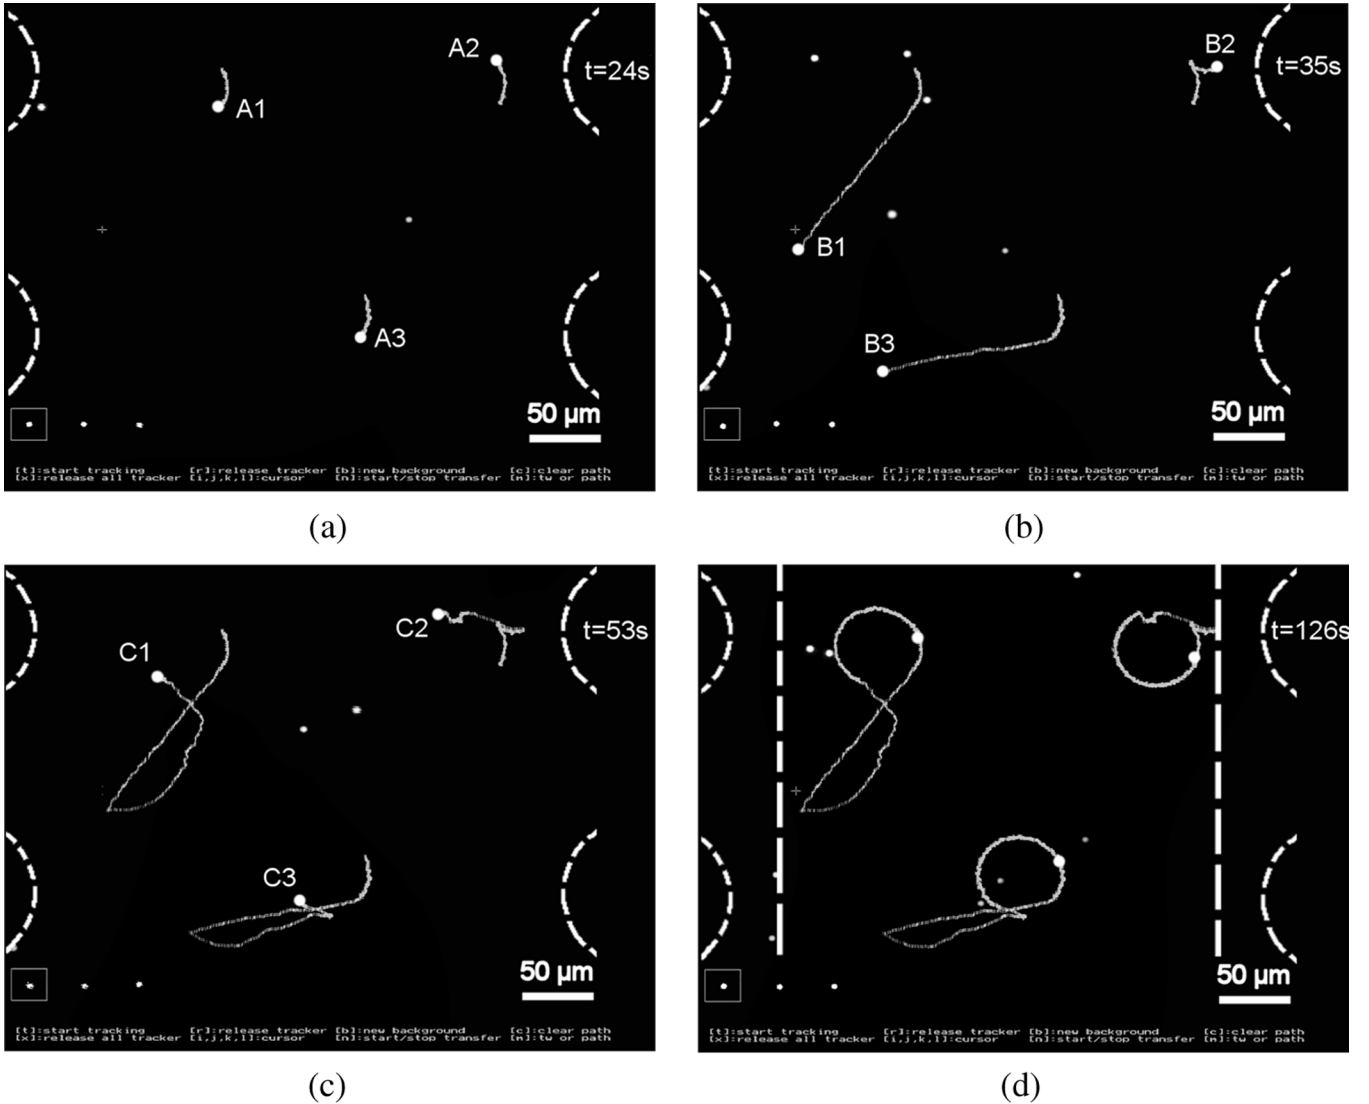 A1
A2
t=24s
A3
50 µm
[t]:start tracking [r]:release tracker [b]:new background [c]:clear path
[x]:release all tracker [i,j,k,l]:cursor [n]:start/stop transfer [m]:tw or path
(a)
B2
t=35s
B1
B3
50 µm
[t]:start tracking [r]:release tracker [b]:new background [c]:clear path
[x]:release all tracker [i,j,k,l]:cursor [n]:start/stop transfer [m]:tw or path
(b)
C2
t=53s
C1
C3
50 µm
[t]:start tracking [r]:release tracker [b]:new background [c]:clear path
[x]:release all tracker [i,j,k,l]:cursor [n]:start/stop transfer [m]:tw or path
(c)
t=126s
50 µm
[t]:start tracking [r]:release tracker [b]:new background [c]:clear path
[x]:release all tracker [i,j,k,l]:cursor [n]:start/stop transfer [m]:tw or path
(d)